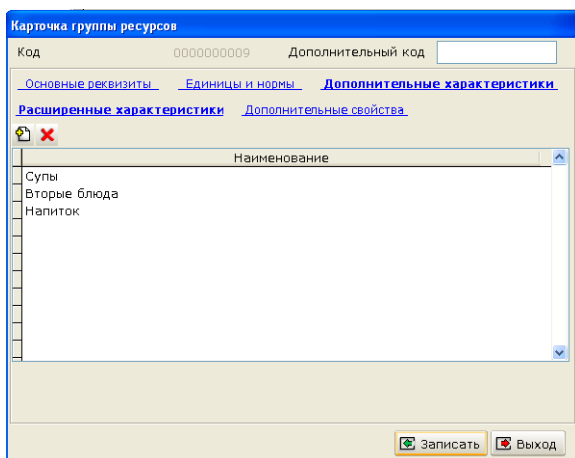 Карточка группы ресурсов
Код 0000000009 Дополнительный код
Основные реквизиты Единицы и нормы Дополнительные характеристики
Расширенные характеристики Дополнительные свойства
Наименование
Супы
Вторые блюда
Напиток
Записать Выход